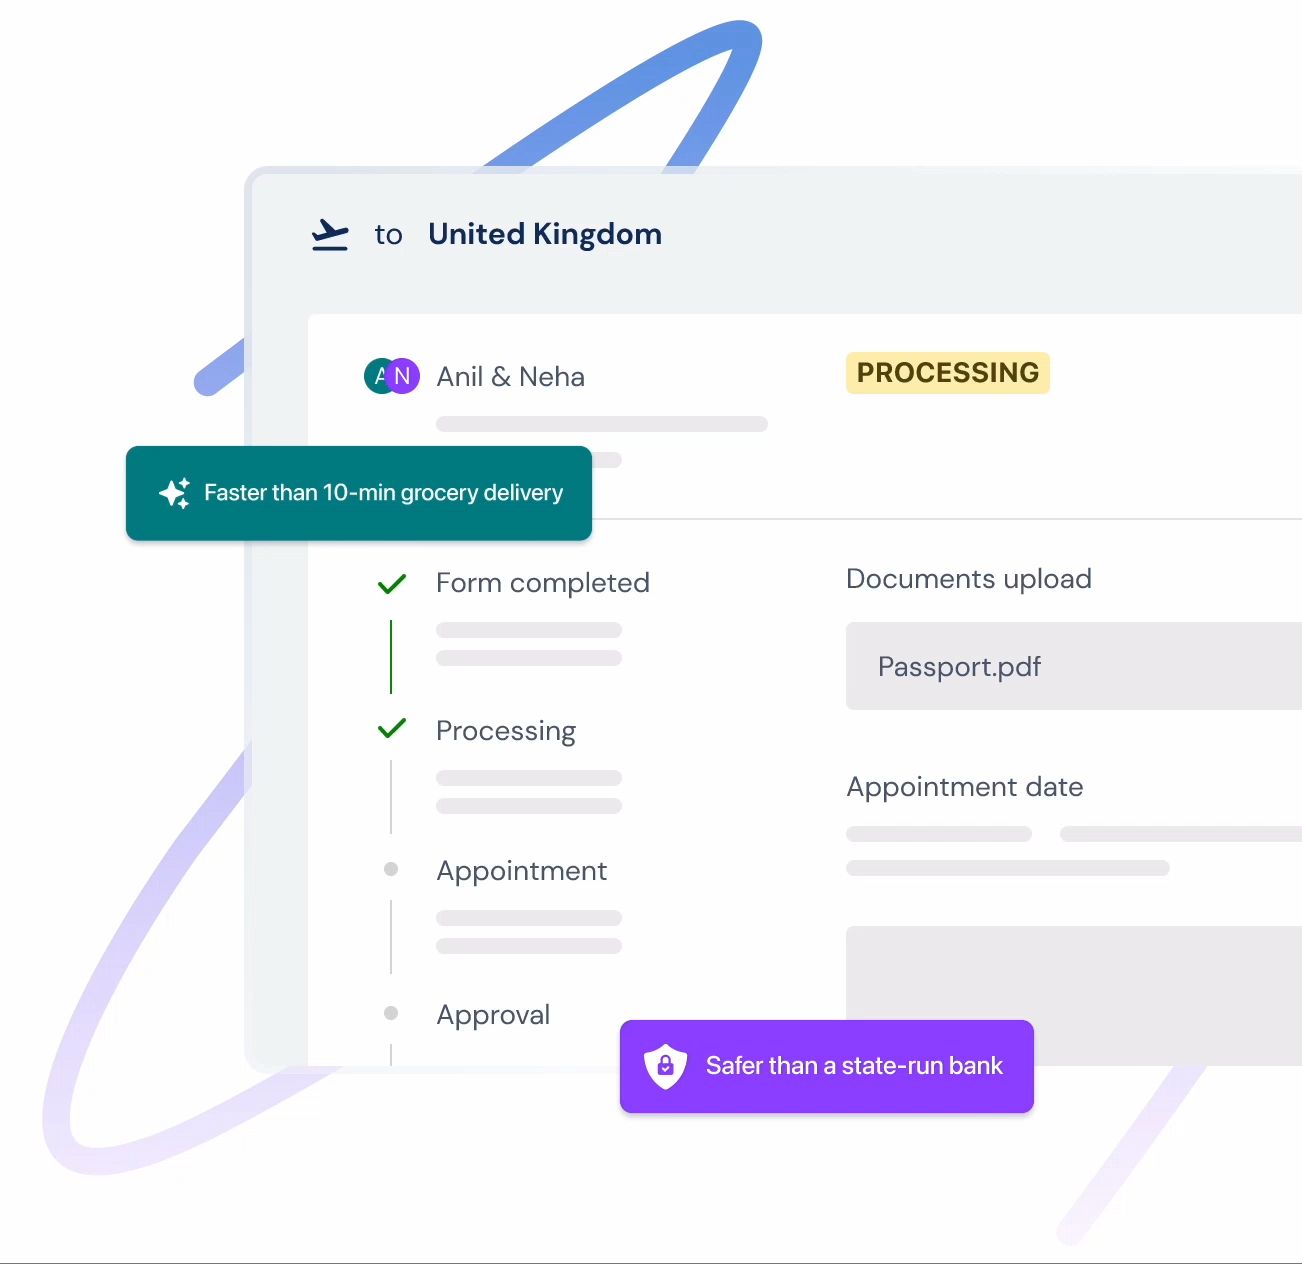 to United Kingdom
A N Anil & Neha
PROCESSING
Faster than 10-min grocery delivery
Form completed
Processing
Appointment
Approval
Documents upload
Passport.pdf
Appointment date
Safer than a state-run bank